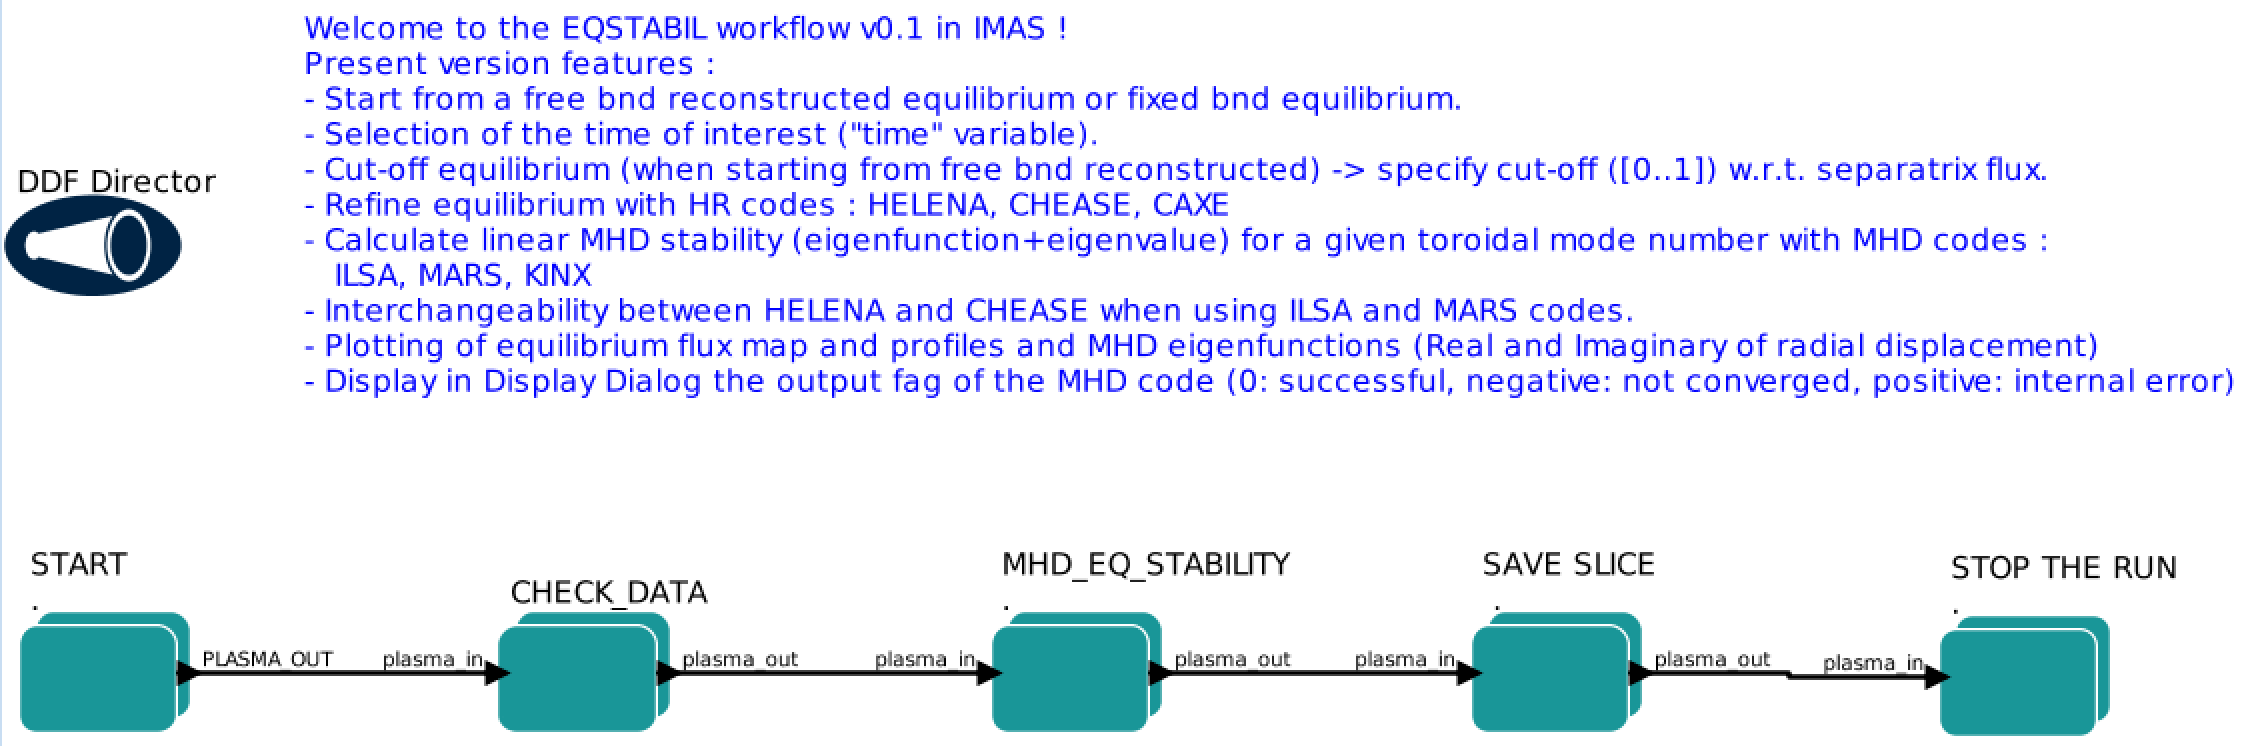 Welcome to the EQSTABIL workflow v0.1 in IMAS !
Present version features :
- Start from a free bnd reconstructed equilibrium or fixed bnd equilibrium.
- Selection of the time of interest ("time" variable).
- Cut-off equilibrium (when starting from free bnd reconstructed) -> specify cut-off ([0..1]) w.r.t. separatrix flux.
- Refine equilibrium with HR codes : HELENA, CHEASE, CAXE
- Calculate linear MHD stability (eigenfunction+eigenvalue) for a given toroidal mode number with MHD codes :
ILSA, MARS, KINX
- Interchangeability between HELENA and CHEASE when using ILSA and MARS codes.
- Plotting of equilibrium flux map and profiles and MHD eigenfunctions (Real and Imaginary of radial displacement)
- Display in Display Dialog the output fag of the MHD code (0: successful, negative: not converged, positive: internal error)
DDF Director
START
.
CHECK_DATA
MHD_EQ_STABILITY
.
SAVE SLICE
.
STOP THE RUN
.
PLASMA_OUT plasma_in plasma_out plasma_in plasma_out plasma_in plasma_out plasma_in